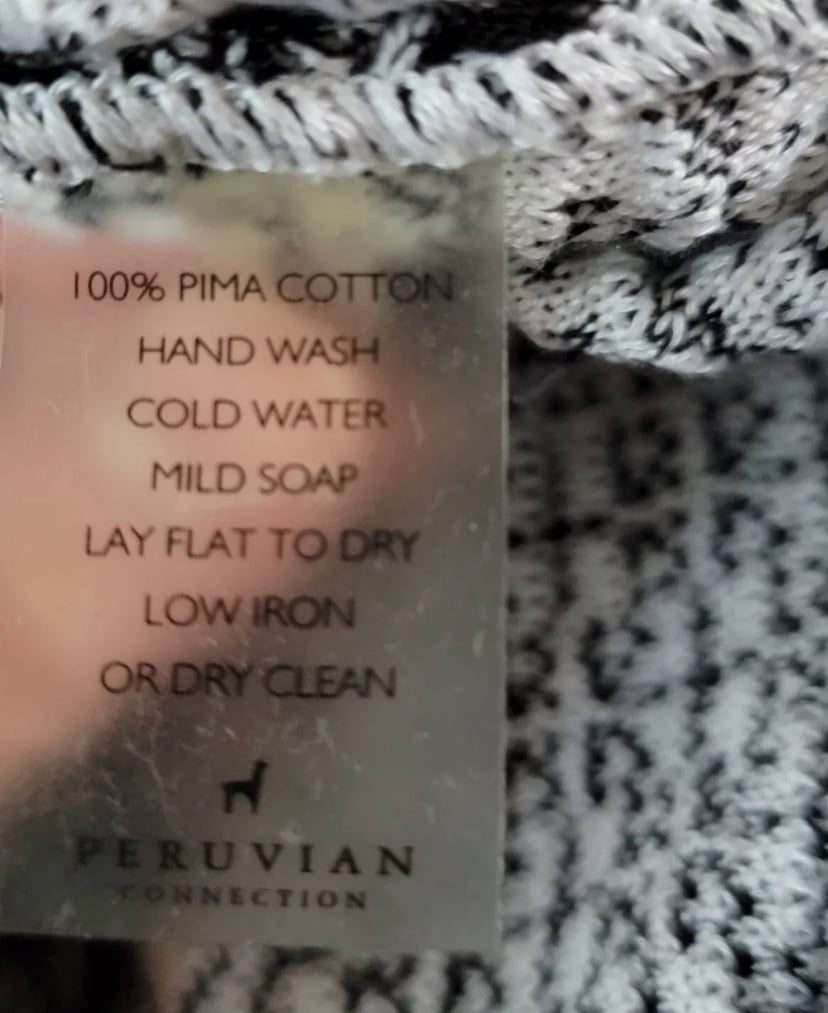 100% PIMA COTTON
HAND WASH
COLD WATER
MILD SOAP
LAY FLAT TO DRY
LOW IRON
OR DRY CLEAN
PERUVIAN
CONNECTION